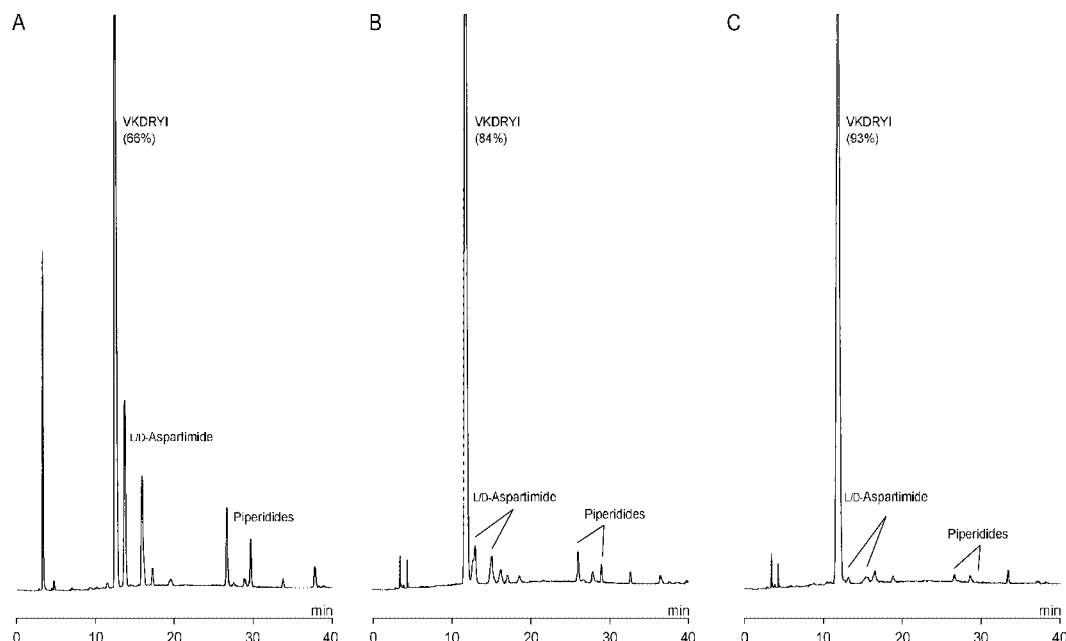 A
VKDRYI
(66%)
L/D-Aspartimide
Piperidides
min
0 10 20 30 40
B
VKDRYI
(84%)
L/D-Aspartimide
Piperidides
min
0 10 20 30 40
C
VKDRYI
(93%)
L/D-Aspartimide
Piperidides
min
0 10 20 30 40